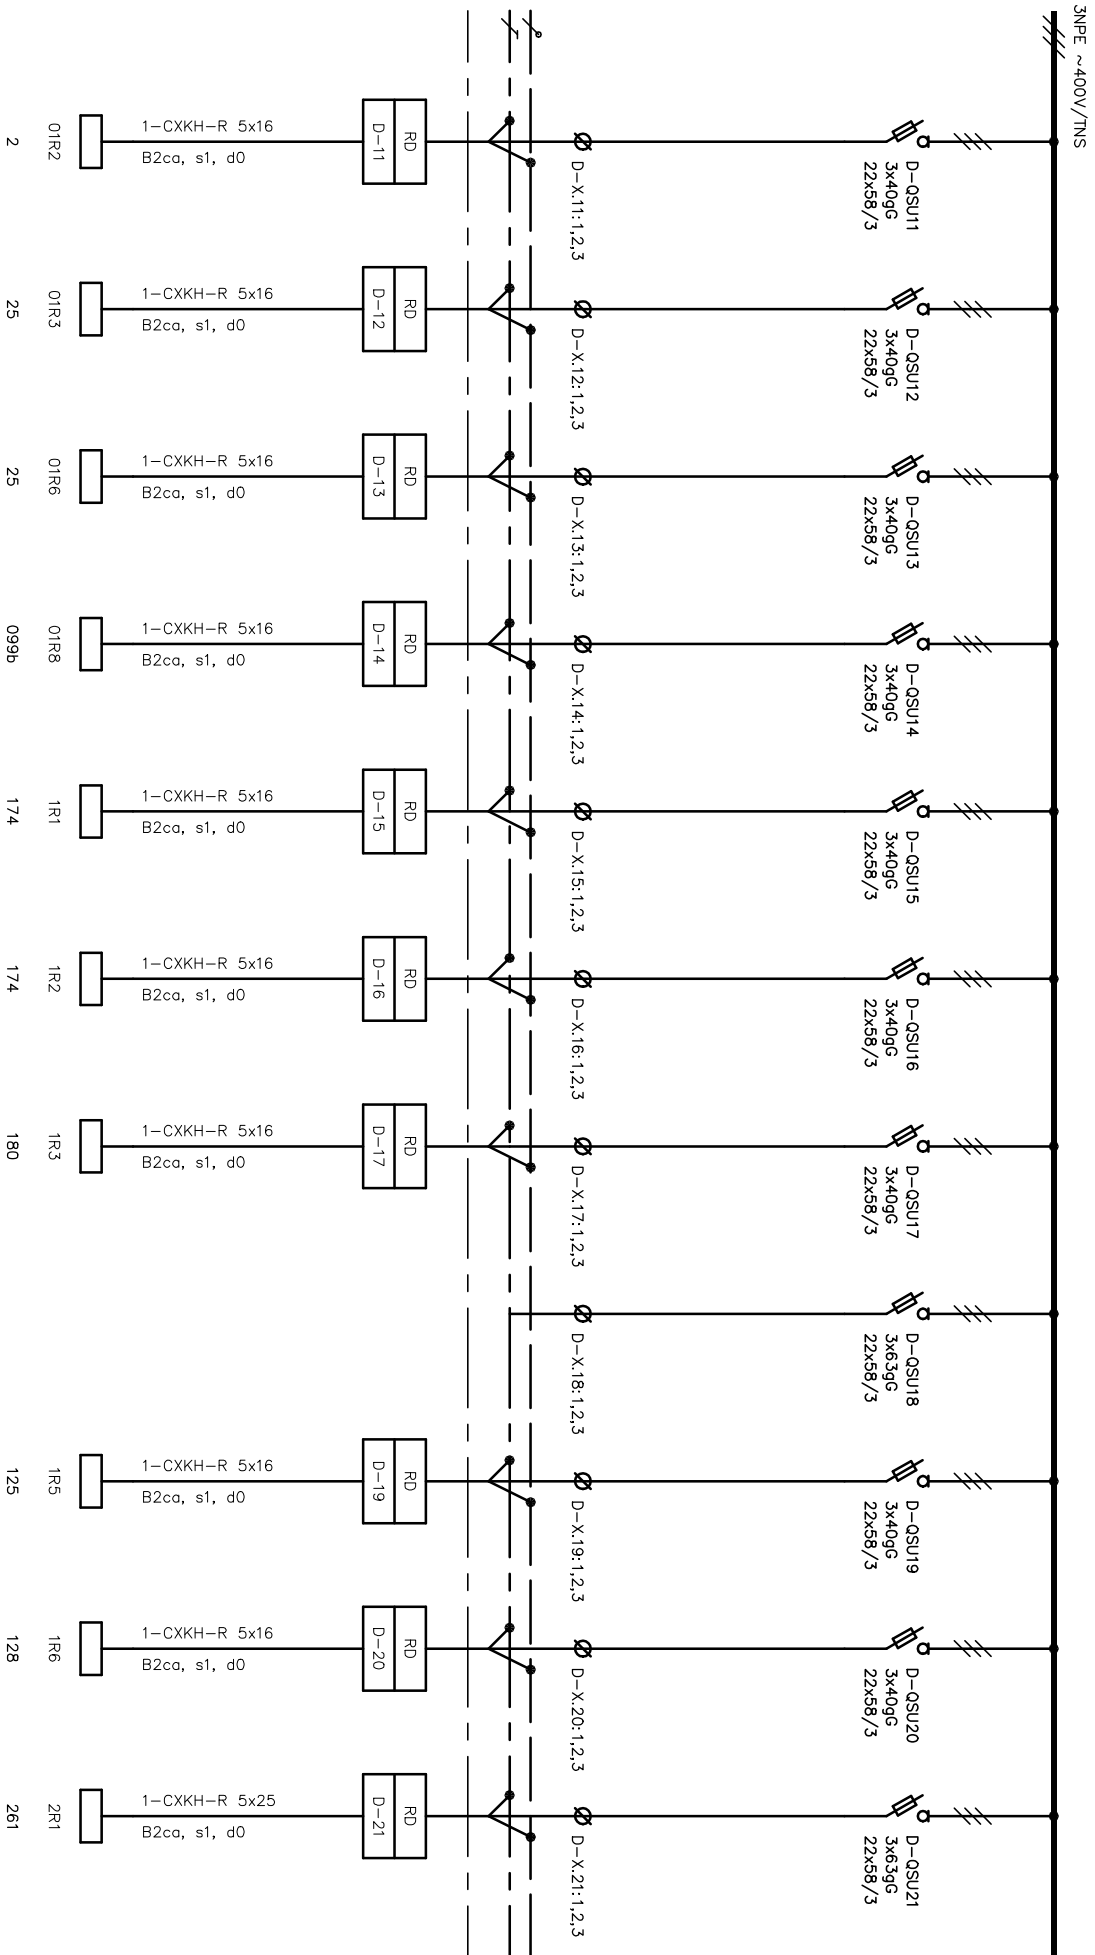 3NPE ~400V/TNS
D-QSU11
3x40gG
22x58/3
D-X.11:1,2,3
RD
D-11
1-CXKH-R 5x16
B2ca, s1, d0
01R2
2
D-QSU12
3x40gG
22x58/3
D-X.12:1,2,3
RD
D-12
1-CXKH-R 5x16
B2ca, s1, d0
01R3
25
D-QSU13
3x40gG
22x58/3
D-X.13:1,2,3
RD
D-13
1-CXKH-R 5x16
B2ca, s1, d0
01R6
25
D-QSU14
3x40gG
22x58/3
D-X.14:1,2,3
RD
D-14
1-CXKH-R 5x16
B2ca, s1, d0
01R8
099b
D-QSU15
3x40gG
22x58/3
D-X.15:1,2,3
RD
D-15
1-CXKH-R 5x16
B2ca, s1, d0
1R1
174
D-QSU16
3x40gG
22x58/3
D-X.16:1,2,3
RD
D-16
1-CXKH-R 5x16
B2ca, s1, d0
1R2
174
D-QSU17
3x40gG
22x58/3
D-X.17:1,2,3
RD
D-17
1-CXKH-R 5x16
B2ca, s1, d0
1R3
180
D-QSU18
3x63gG
22x58/3
D-X.18:1,2,3
D-QSU19
3x40gG
22x58/3
D-X.19:1,2,3
RD
D-19
1-CXKH-R 5x16
B2ca, s1, d0
1R5
125
D-QSU20
3x40gG
22x58/3
D-X.20:1,2,3
RD
D-20
1-CXKH-R 5x16
B2ca, s1, d0
1R6
128
D-QSU21
3x63gG
22x58/3
D-X.21:1,2,3
RD
D-21
1-CXKH-R 5x25
B2ca, s1, d0
2R1
261